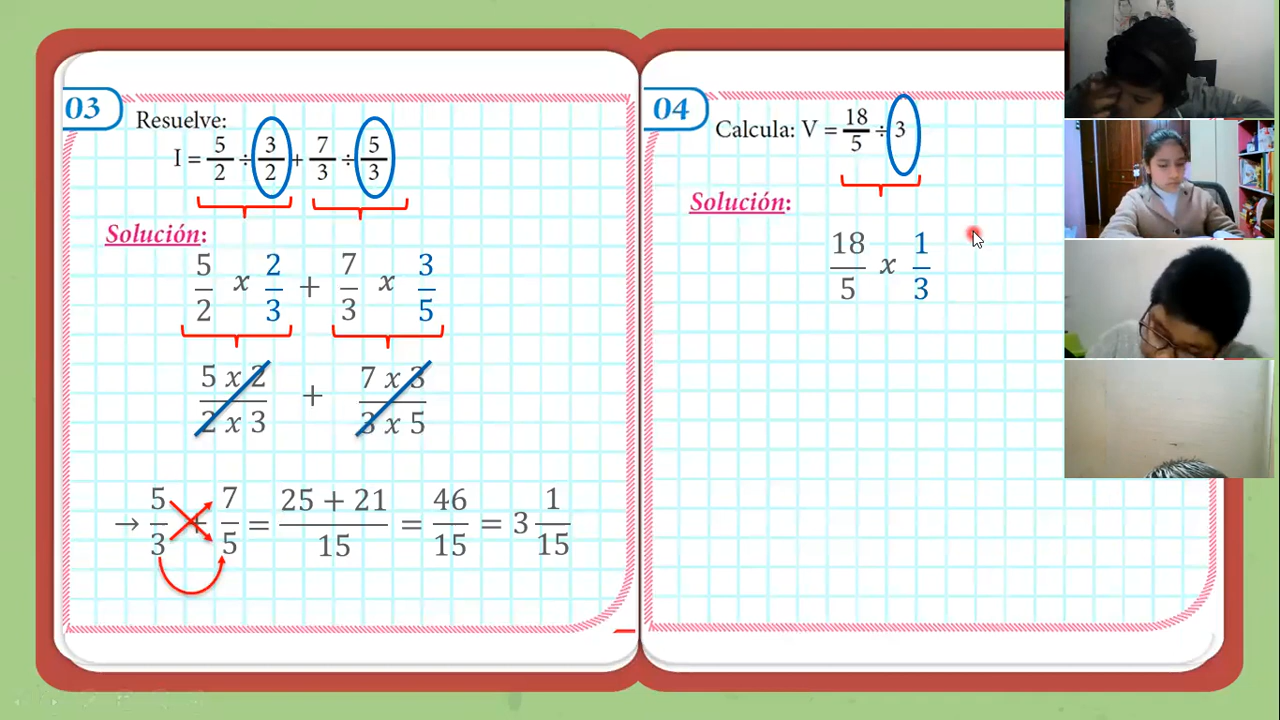 03
Resuelve:
I = 5/2 ÷ 3/2 + 7/3 ÷ 5/3
Solución:
5/2 x 2/3 + 7/3 x 3/5
5 x 2/2 x 3 + 7 x 3/3 x 5
→ 5/3 + 7/5 = 25 + 21/15 = 46/15 = 3 1/15
04
Calcula: V = 18/5 ÷ 3
Solución:
18/5 x 1/3